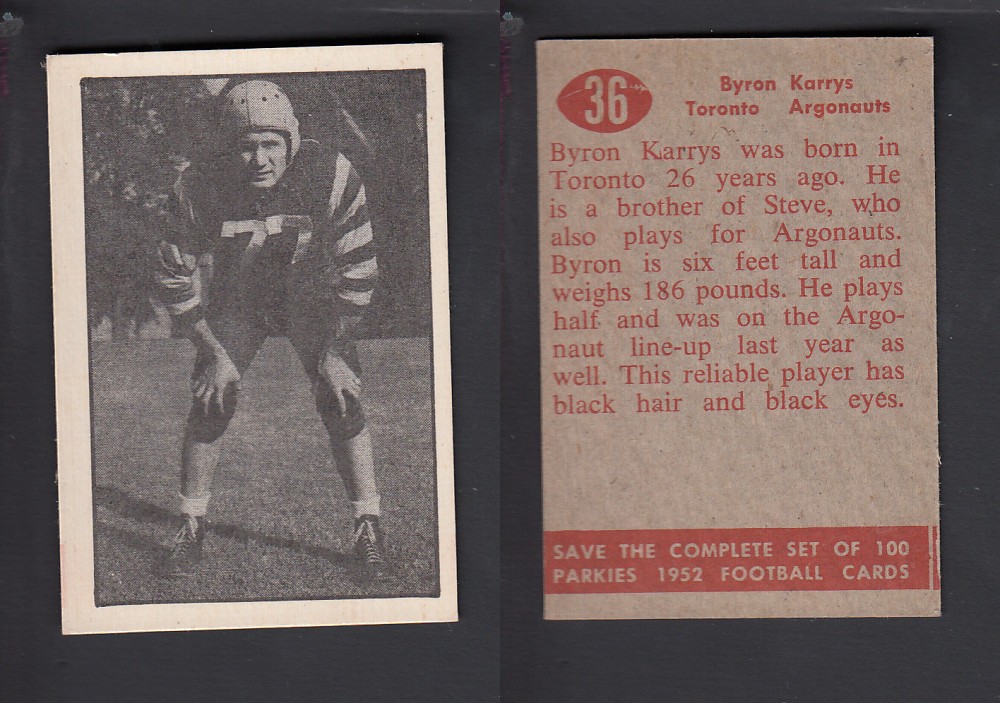 77
36
Byron Karrys
Toronto Argonauts
Byron Karrys was born in
Toronto 26 years ago. He
is a brother of Steve, who
also plays for Argonauts.
Byron is six feet tall and
weighs 186 pounds. He plays
half and was on the Argo-
naut line-up last year as
well. This reliable player has
black hair and black eyes.
SAVE THE COMPLETE SET OF 100
PARKIES 1952 FOOTBALL CARDS